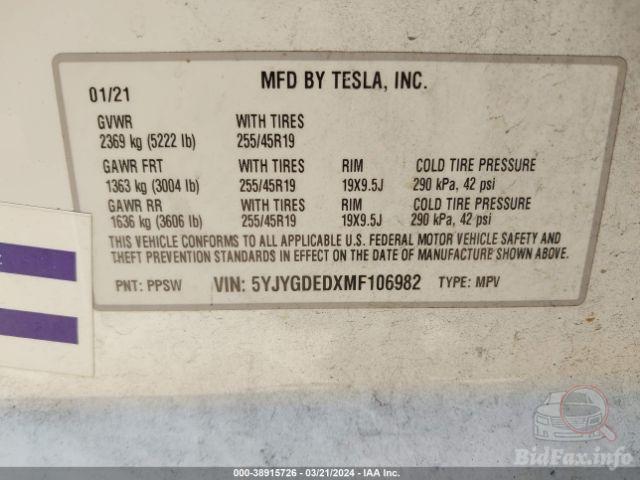 MFD BY TESLA, INC.
01/21
GVWR WITH TIRES
2369 kg (5222 lb) 255/45R19
GAWR FRT WITH TIRES RIM COLD TIRE PRESSURE
1363 kg (3004 lb) 255/45R19 19X9.5J 290 kPa, 42 psi
GAWR RR WITH TIRES RIM COLD TIRE PRESSURE
1636 kg (3606 lb) 255/45R19 19X9.5J 290 kPa, 42 psi
THIS VEHICLE CONFORMS TO ALL APPLICABLE U.S. FEDERAL MOTOR VEHICLE SAFETY AND
THEFT PREVENTION STANDARDS IN EFFECT ON THE DATE OF MANUFACTURE SHOWN ABOVE.
PNT: PPSW VIN: 5YJYGDEDXMF106982 TYPE: MPV
BidFax.info
000-38915726 - 03/21/2024 - IAA Inc.